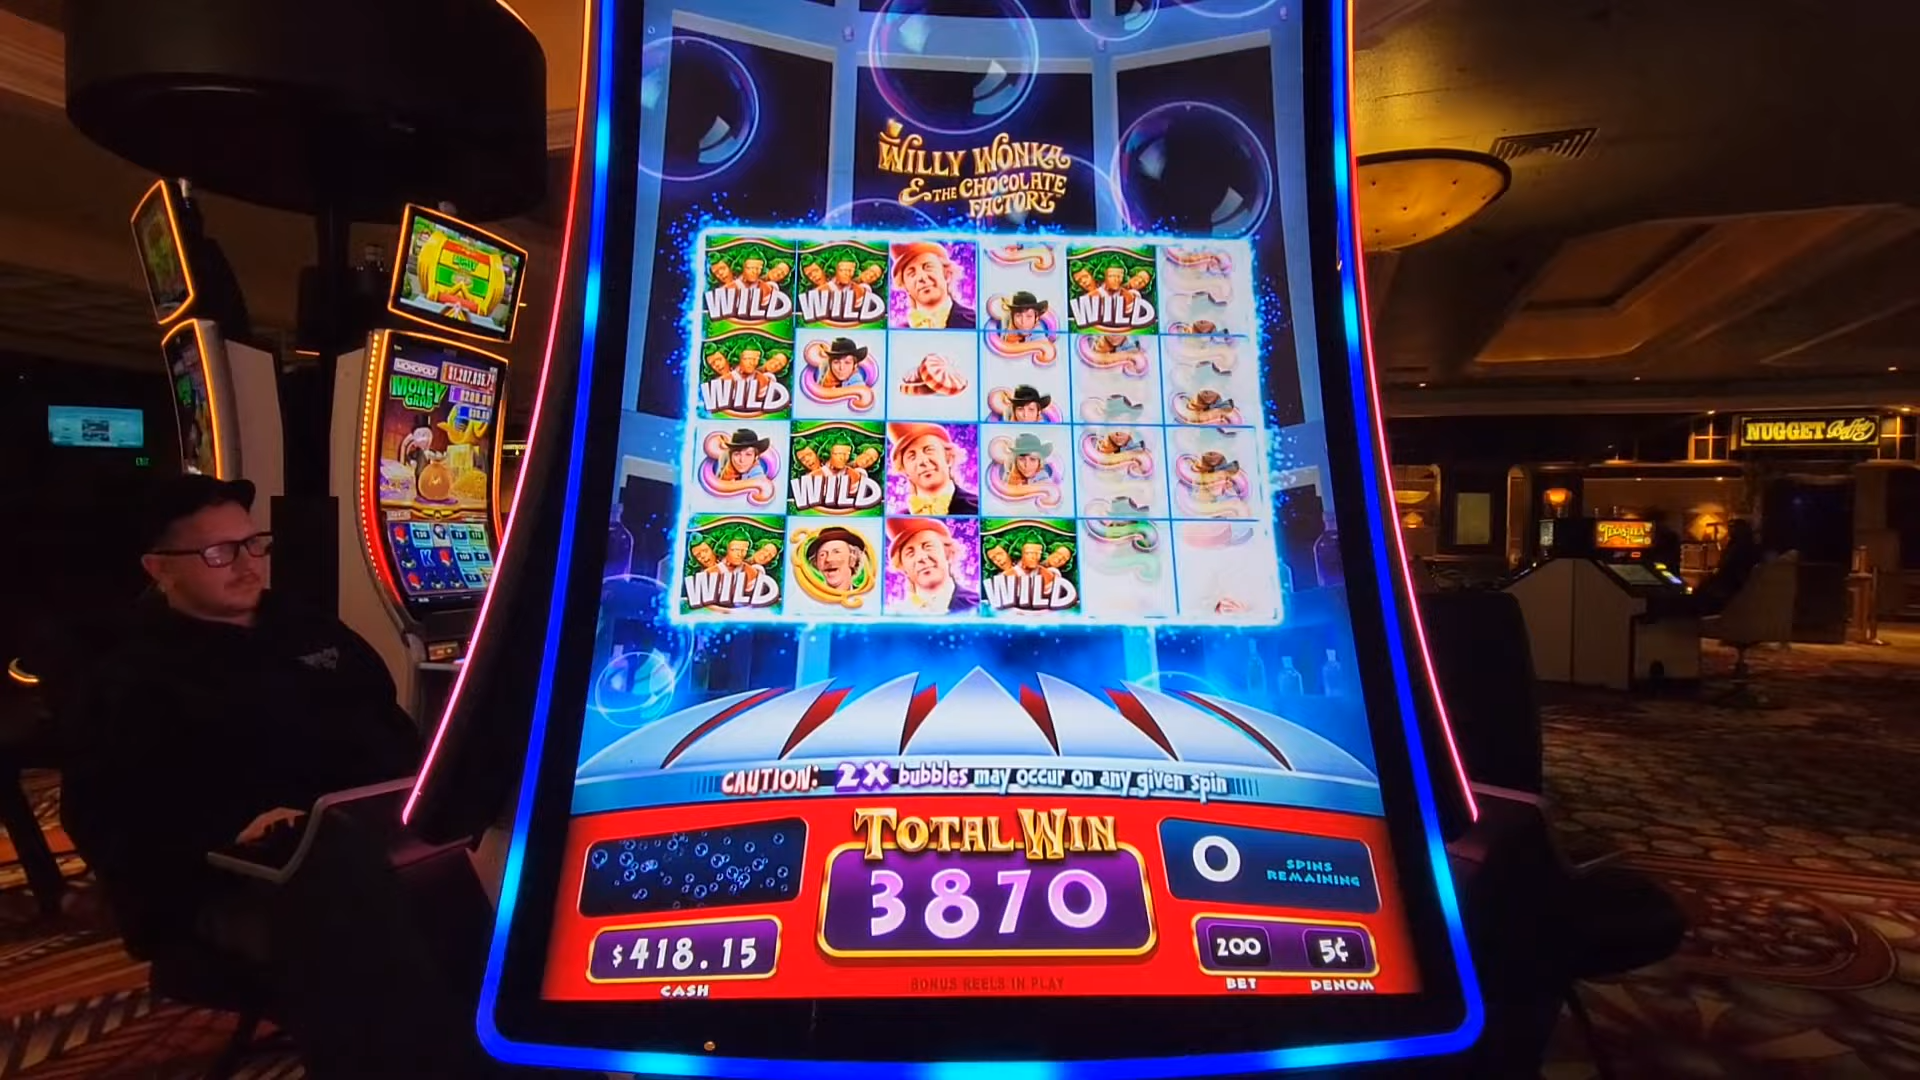 WILLY WONKA
& THE CHOCOLATE
FACTORY
WILD
WILD
WILD
WILD
WILD
WILD
WILD
CAUTION: 2X bubbles may occur on any given spin
TOTAL WIN
3870
0
SPINS
REMAINING
$418.15
CASH
BONUS REELS IN PLAY
200
BET
5¢
DENOM
MONOPOLY
MONEY
GRAB
NUGGET Buffet